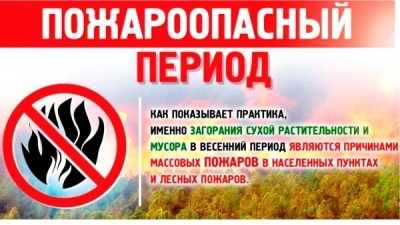 ПОЖАРООПАСНЫЙ
ПЕРИОД
КАК ПОКАЗЫВАЕТ ПРАКТИКА,
ИМЕННО ЗАГОРАНИЯ СУХОЙ РАСТИТЕЛЬНОСТИ И
МУСОРА В ВЕСЕННИЙ ПЕРИОД ЯВЛЯЮТСЯ ПРИЧИНАМИ
МАССОВЫХ ПОЖАРОВ В НАСЕЛЕННЫХ ПУНКТАХ
И ЛЕСНЫХ ПОЖАРОВ.